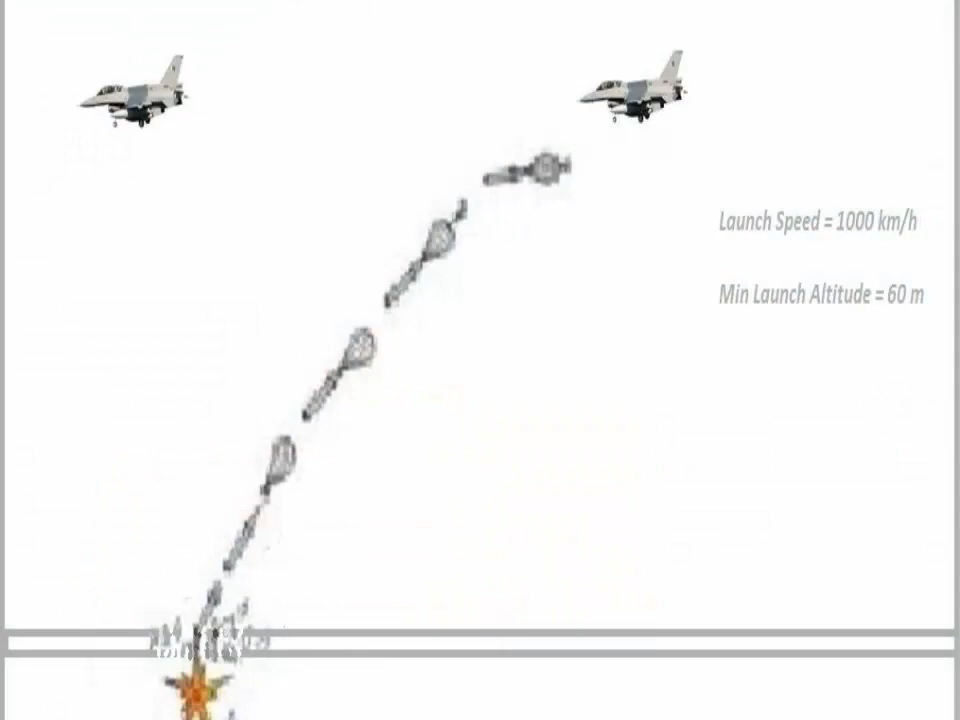 Launch Speed = 1000 km/h
Min Launch Altitude = 60 m